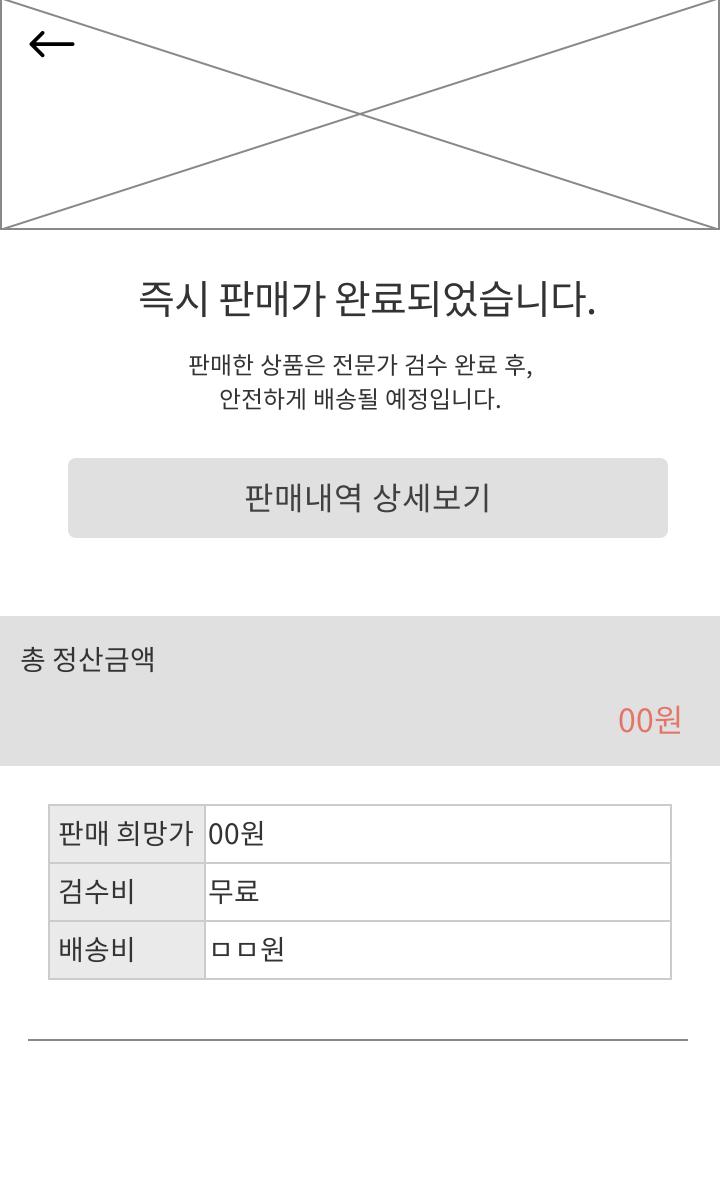 즉시 판매가 완료되었습니다.
판매한 상품은 전문가 검수 완료 후,
안전하게 배송될 예정입니다.
판매내역 상세보기
총 정산금액
00원
판매 희망가 00원
검수비 무료
배송비 ㅁㅁ원